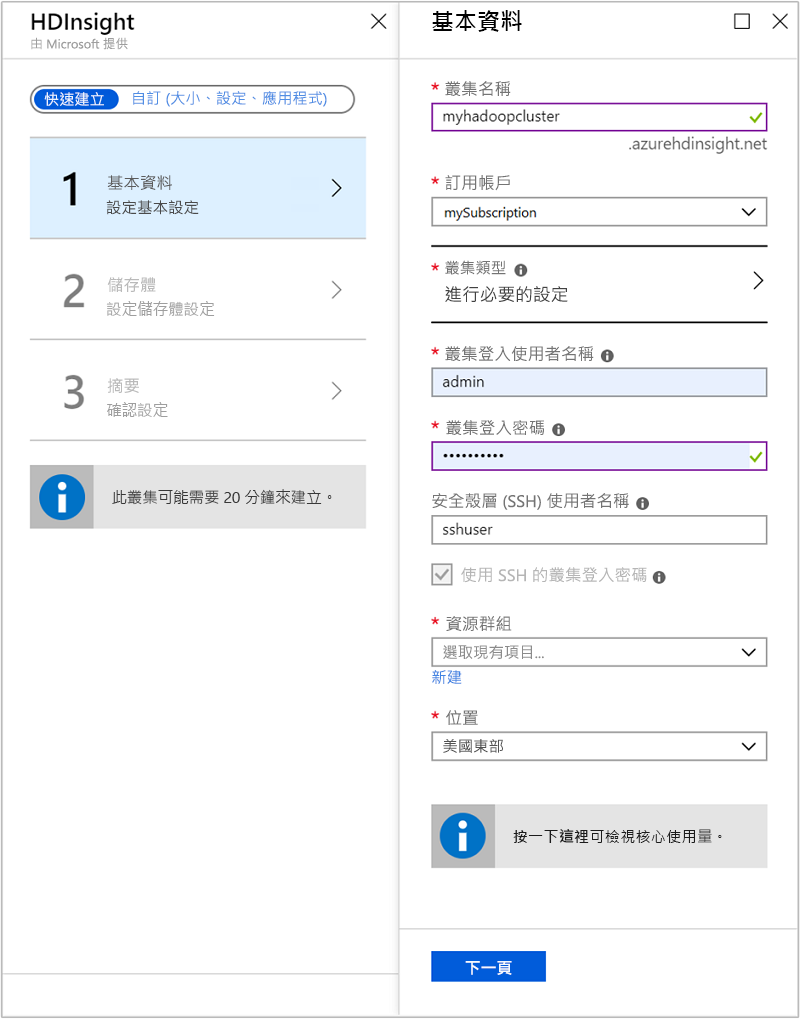 HDInsight
由 Microsoft 提供
快速建立 自訂 (大小、設定、應用程式)
1 基本資料
設定基本設定
2 儲存體
設定儲存體設定
3 摘要
確認設定
此叢集可能需要 20 分鐘來建立。
基本資料
* 叢集名稱
myhadoopcluster
.azurehdinsight.net
* 訂用帳戶
mySubscription
* 叢集類型
進行必要的設定
* 叢集登入使用者名稱
admin
* 叢集登入密碼
••••••••••
安全殼層 (SSH) 使用者名稱
sshuser
使用 SSH 的叢集登入密碼
* 資源群組
選取現有項目...
新建
* 位置
美國東部
按一下這裡可檢視核心使用量。
下一頁